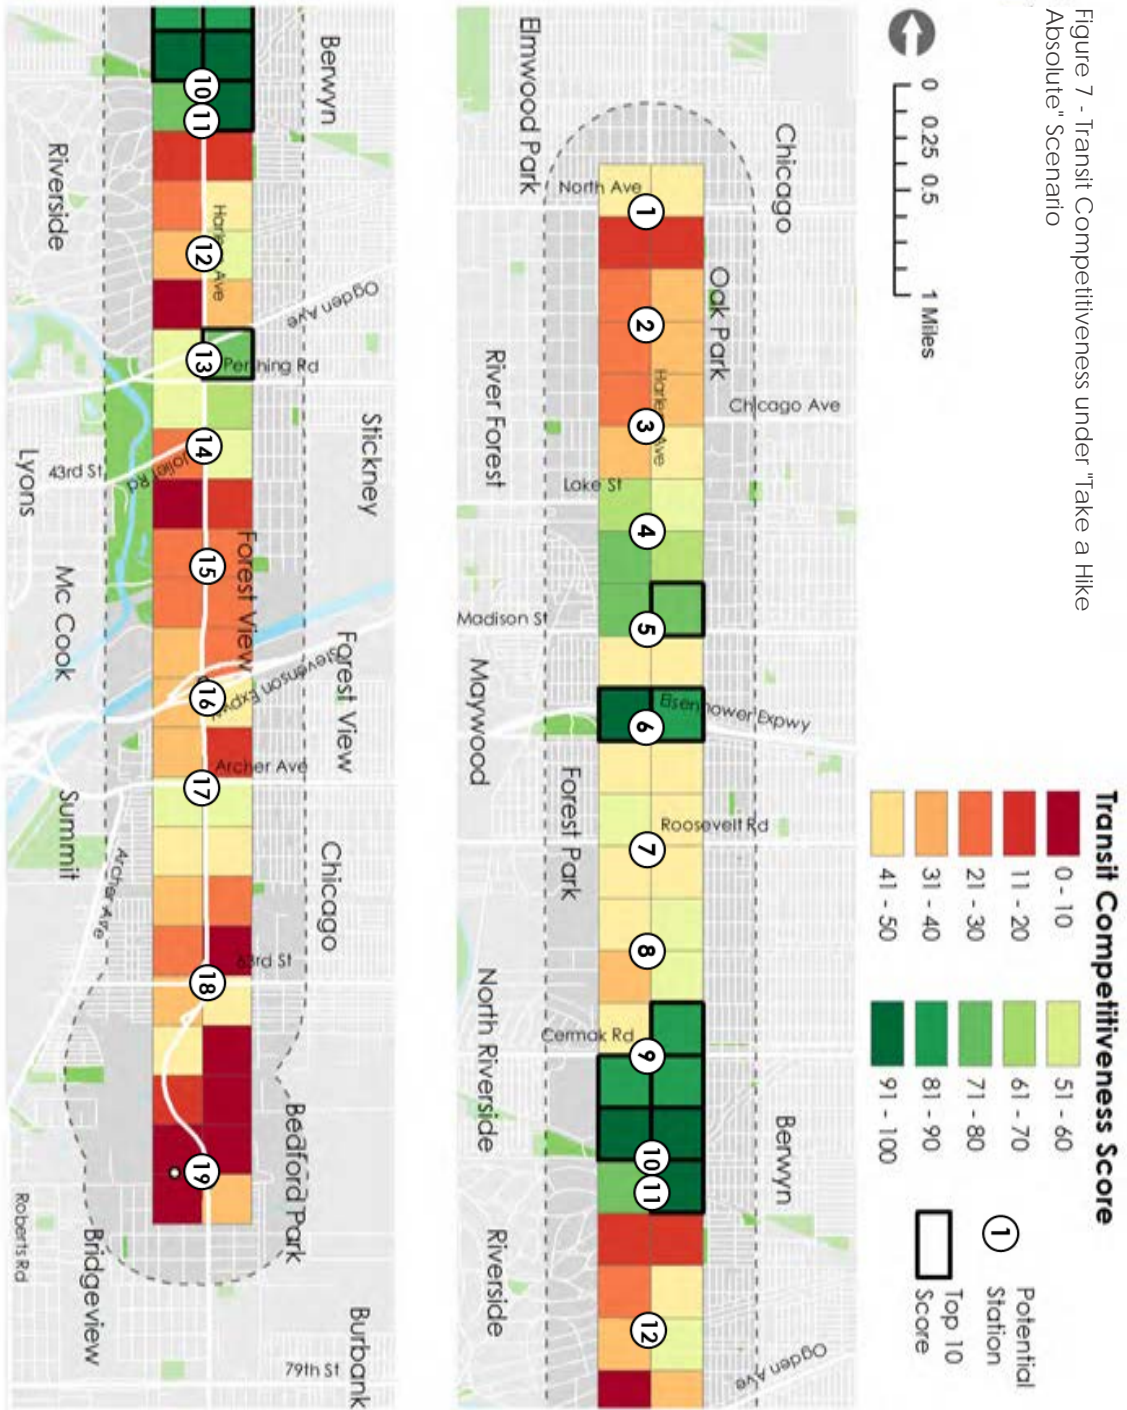 Figure 7 - Transit Competitiveness under "Take a Hike
Absolute" Scenario
0 0.25 0.5 1 Miles
Transit Competitiveness Score
0 - 10
11 - 20
21 - 30
31 - 40
41 - 50
51 - 60
61 - 70
71 - 80
81 - 90
91 - 100
1
Potential
Station
Top 10
Score
Chicago
Oak Park
Chicago Ave
Eisenhower Expwy
Roosevelt Rd
Berwyn
Ogden Ave
Elmwood Park
North Ave
River Forest
Lake St
Harlem Ave
Madison St
Maywood
Forest Park
North Riverside
Cermak Rd
Riverside
1
2
3
4
5
6
7
8
9
10
11
12
Berwyn
Harlem Ave
Ogden Ave
Pershing Rd
Stickney
Forest View
Forest View
Stevenson Expwy
Archer Ave
Chicago
63rd St
Bedford Park
Burbank
79th St
Riverside
Lyons
43rd St
Joliet Rd
Mc Cook
Summit
Archer Ave
Bridgeview
Roberts Rd
10
11
12
13
14
15
16
17
18
19